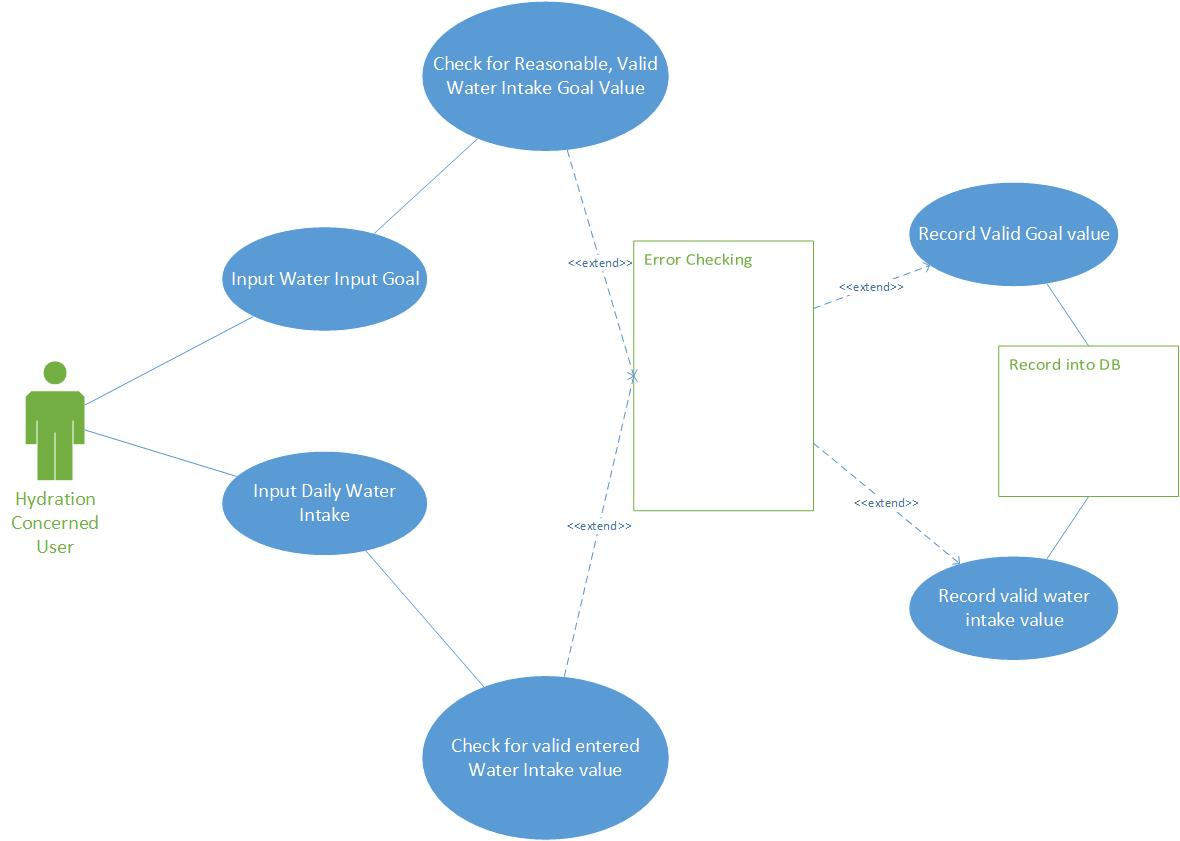 Check for Reasonable, Valid
Water Intake Goal Value
Record Valid Goal value
<<extend>>
Error Checking
Input Water Input Goal
<<extend>>
Record into DB
Hydration
Concerned
User
Input Daily Water
Intake
<<extend>>
<<extend>>
Record valid water
intake value
Check for valid entered
Water Intake value